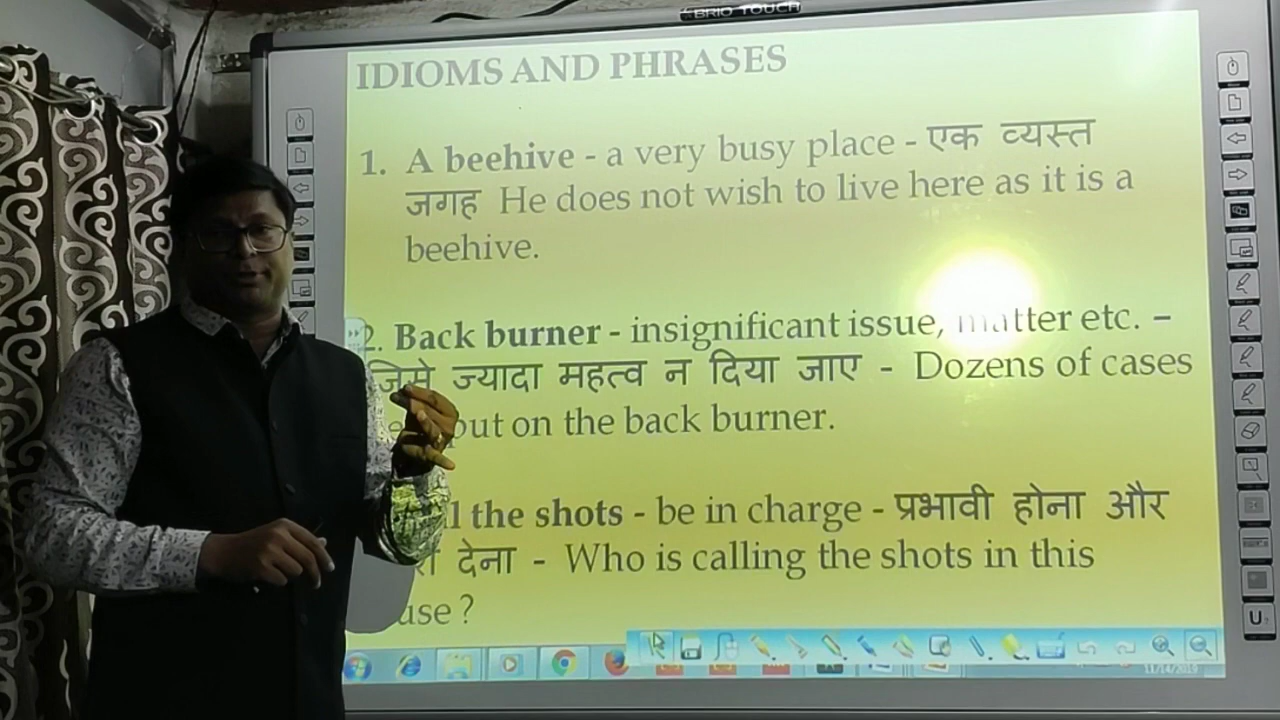 BRIO TOUCH
IDIOMS AND PHRASES
1. A beehive - a very busy place - एक व्यस्त
जगह He does not wish to live here as it is a
beehive.
2. Back burner - insignificant issue, matter etc. –
जिसे ज्यादा महत्व न दिया जाए - Dozens of cases
put on the back burner.
the shots - be in charge - प्रभावी होना और
देना - Who is calling the shots in this
?